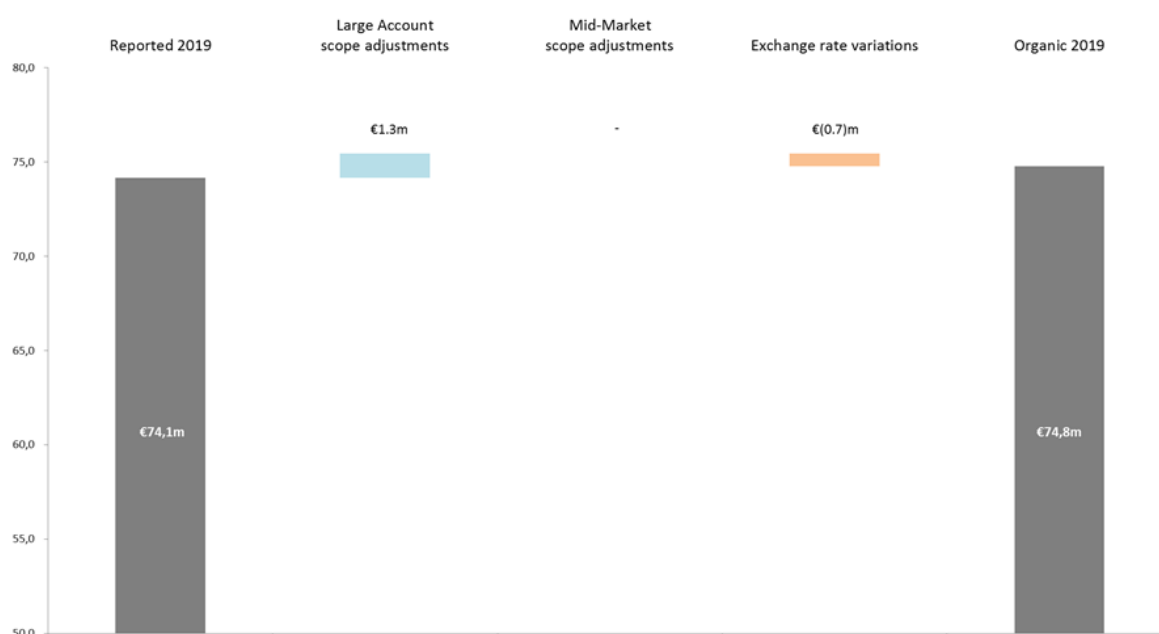 Large Account
Mid-Market
Reported 2019
scope adjustments
scope adjustments
Exchange rate variations
Organic 2019
80,0
€1.3m
-
€(0.7)m
75,0
70,0
65,0
€74,1m
€74,8m
60,0
55,0
50,0